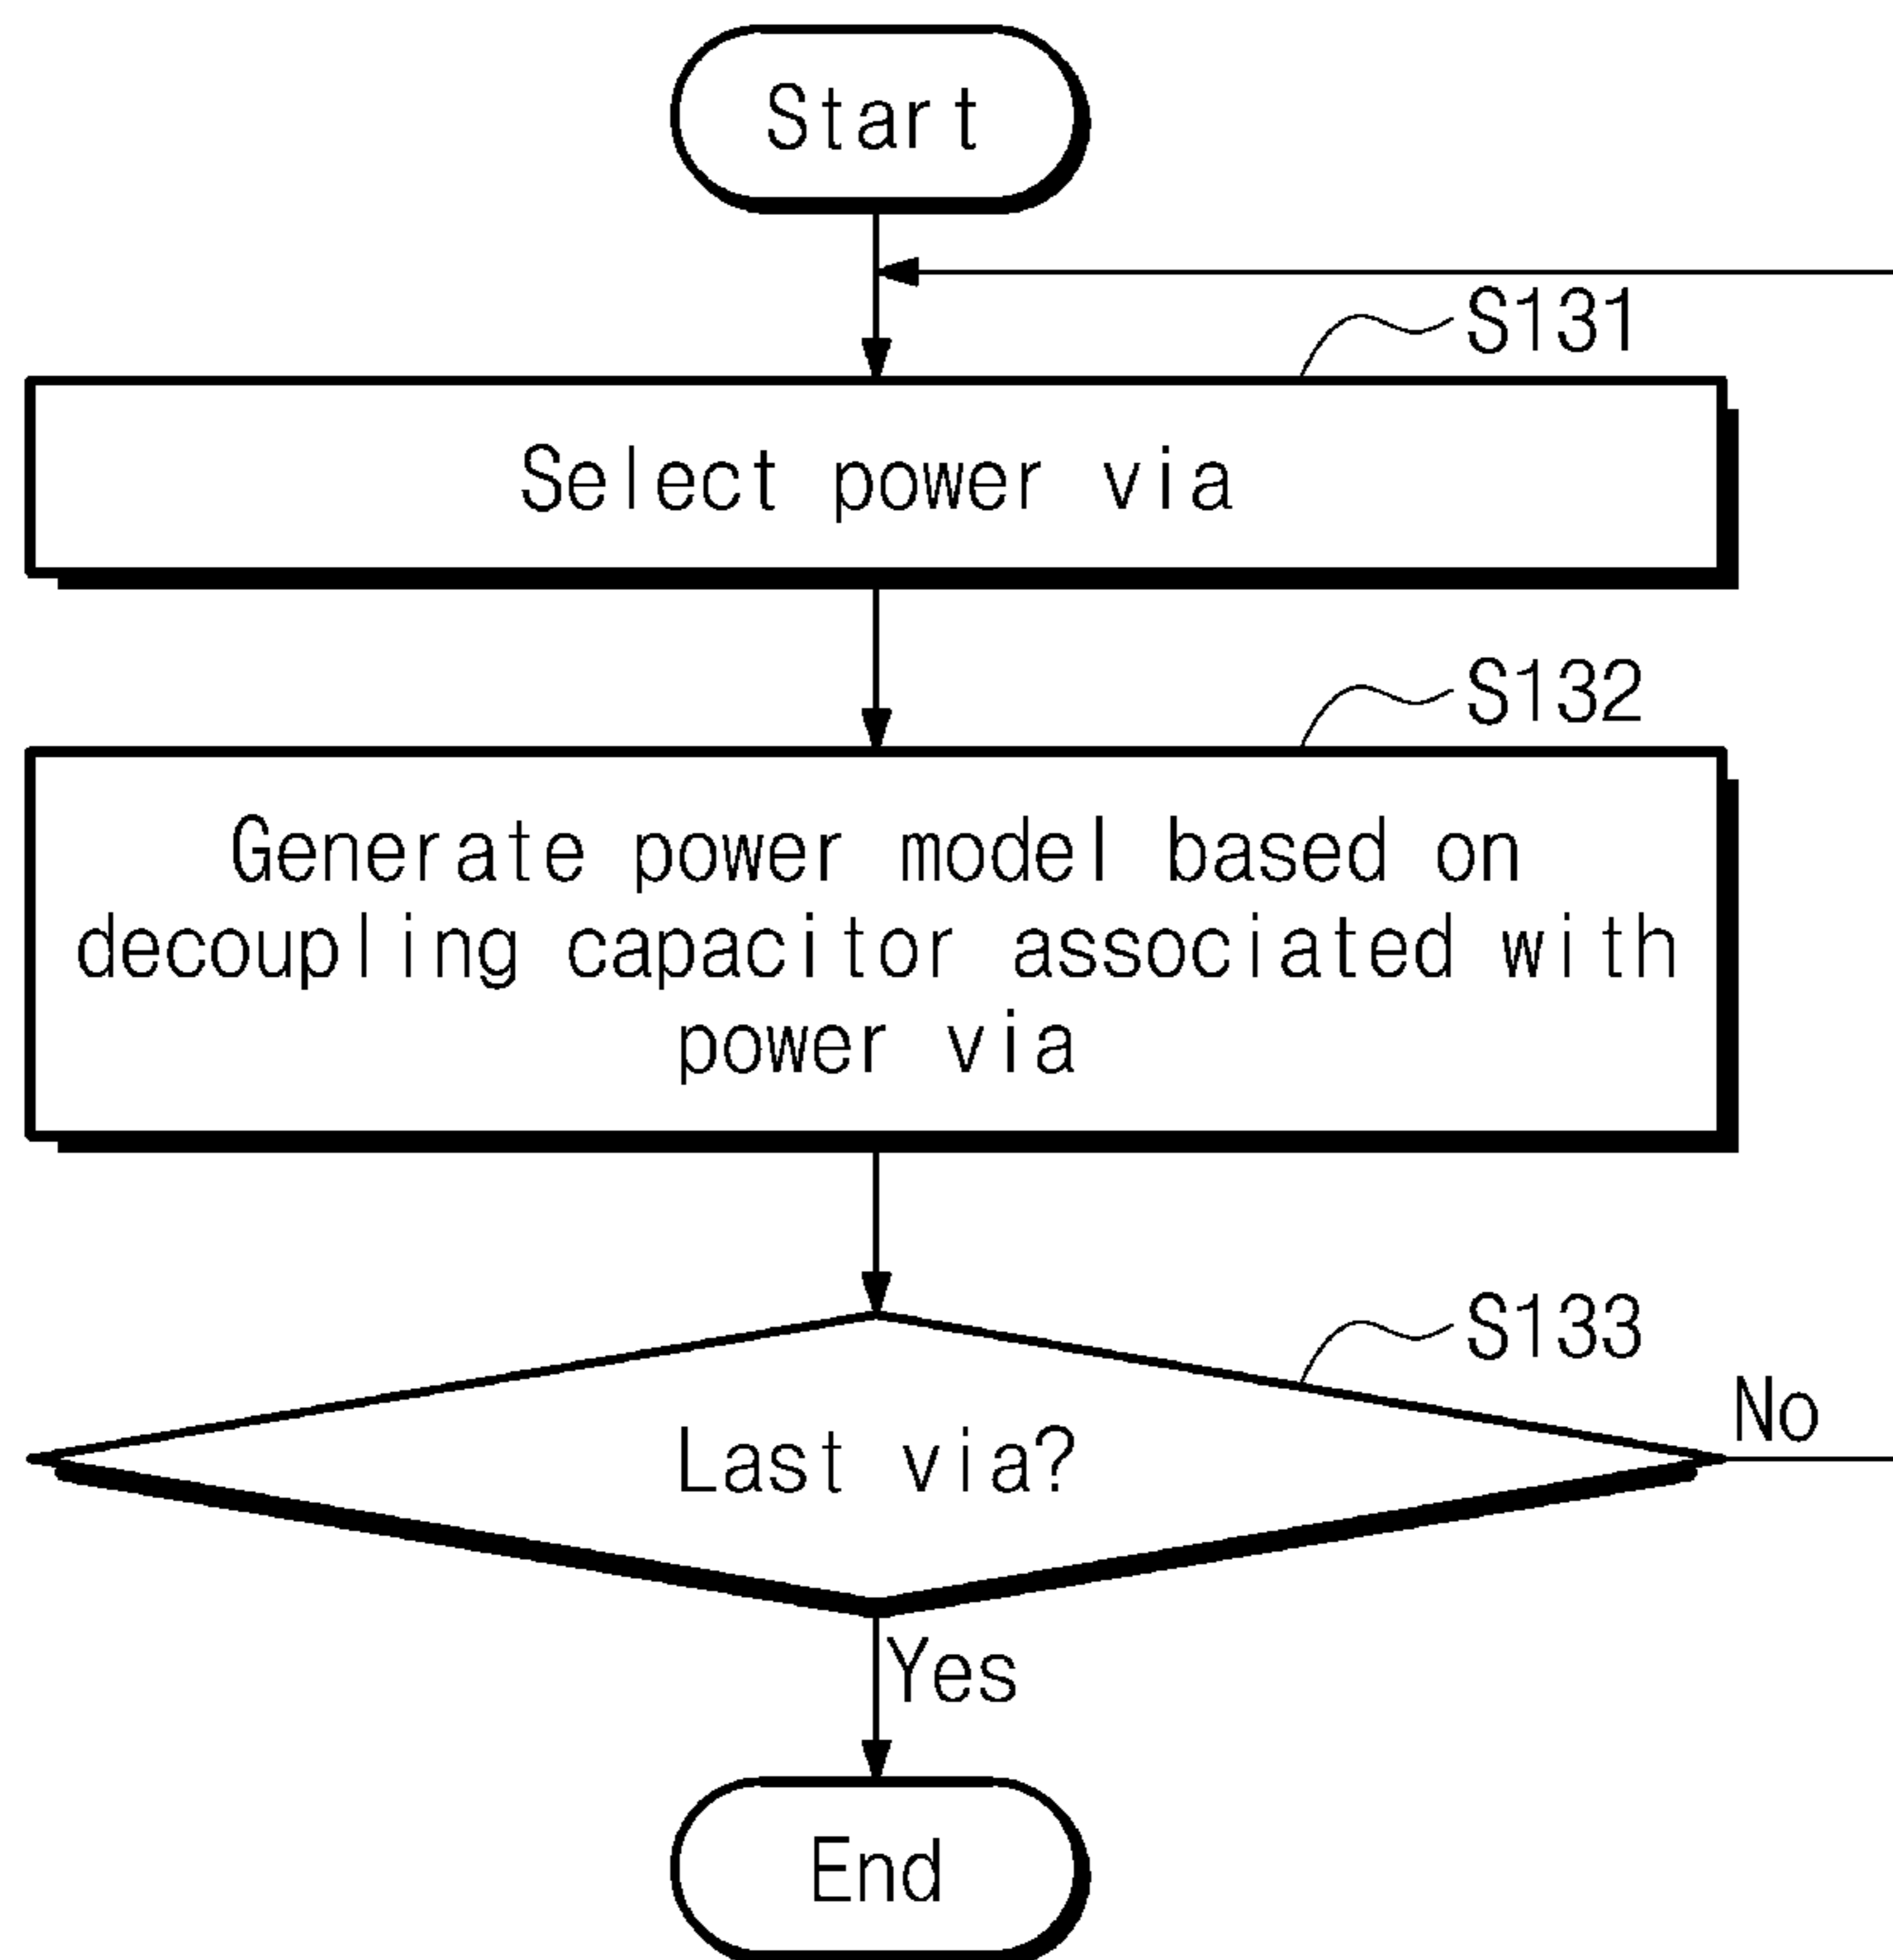 Start
S131
Select power via
S132
Generate power model based on
decoupling capacitor associated with
power via
S133
Last via?
No
Yes
End